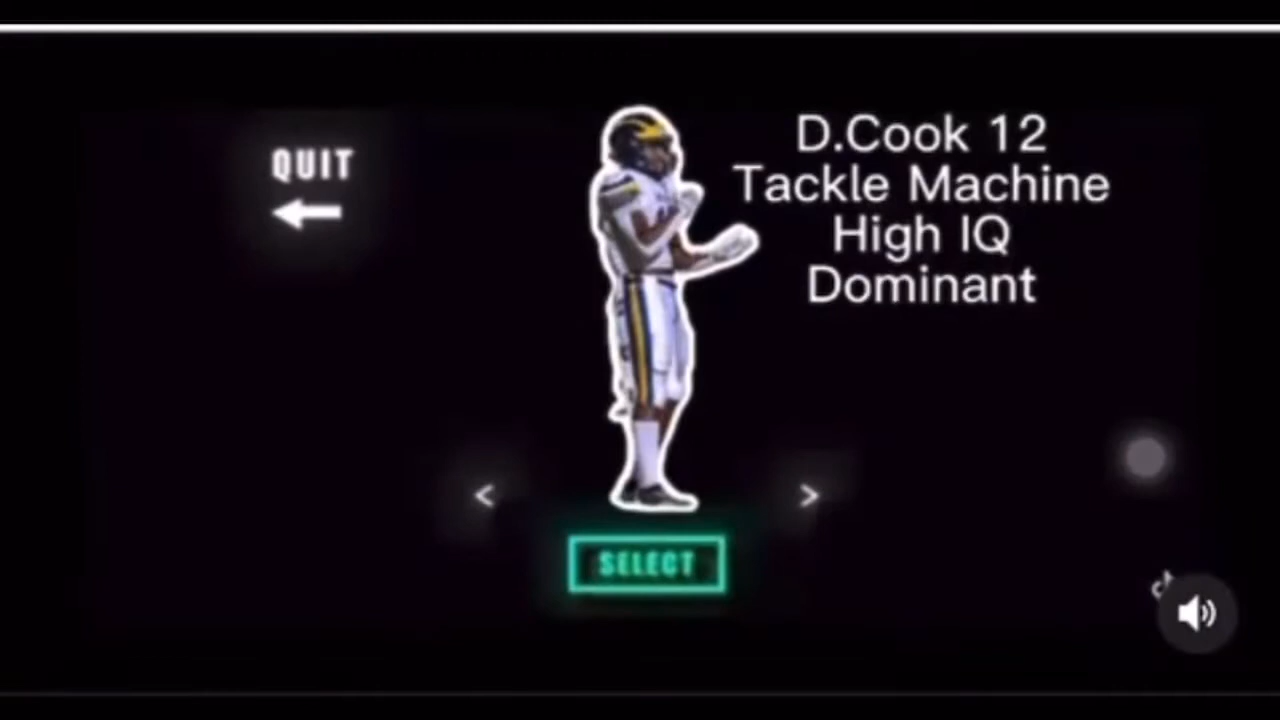 QUIT
D.Cook 12
Tackle Machine
High IQ
Dominant
<
>
SELECT